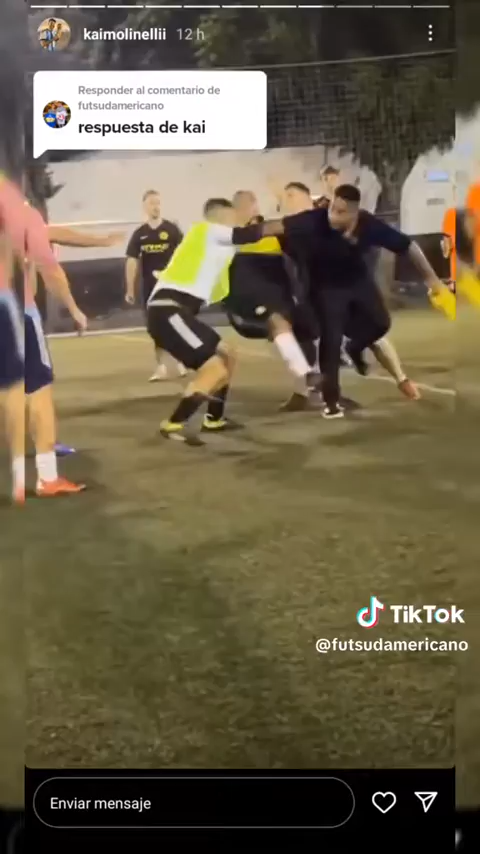 kaimolinellii 12 h
Responder al comentario de
futsudamericano
respuesta de kai
TikTok
@futsudamericano
Enviar mensaje